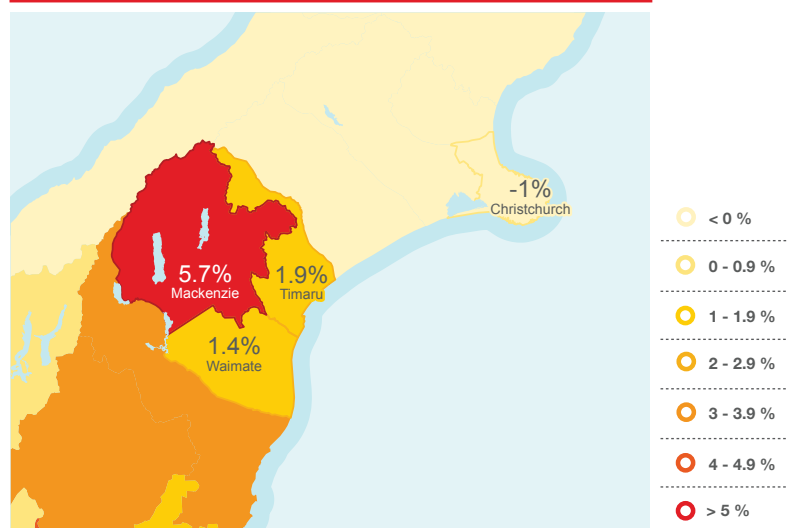 -1%
Christchurch
5.7%
Mackenzie
1.9%
Timaru
1.4%
Waimate
< 0 %
0 - 0.9 %
1 - 1.9 %
2 - 2.9 %
3 - 3.9 %
4 - 4.9 %
> 5 %